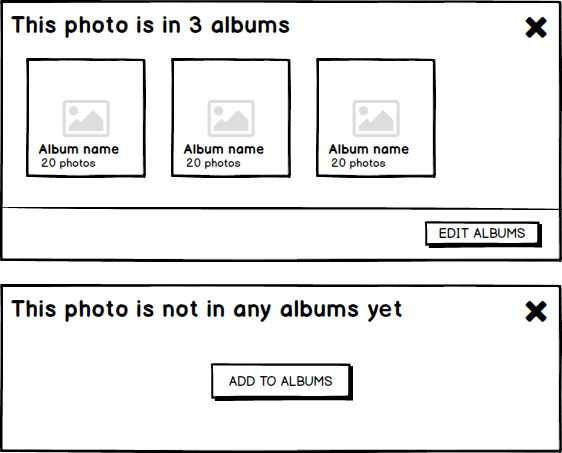 This photo is in 3 albums
Album name
20 photos
Album name
20 photos
Album name
20 photos
EDIT ALBUMS
This photo is not in any albums yet
ADD TO ALBUMS